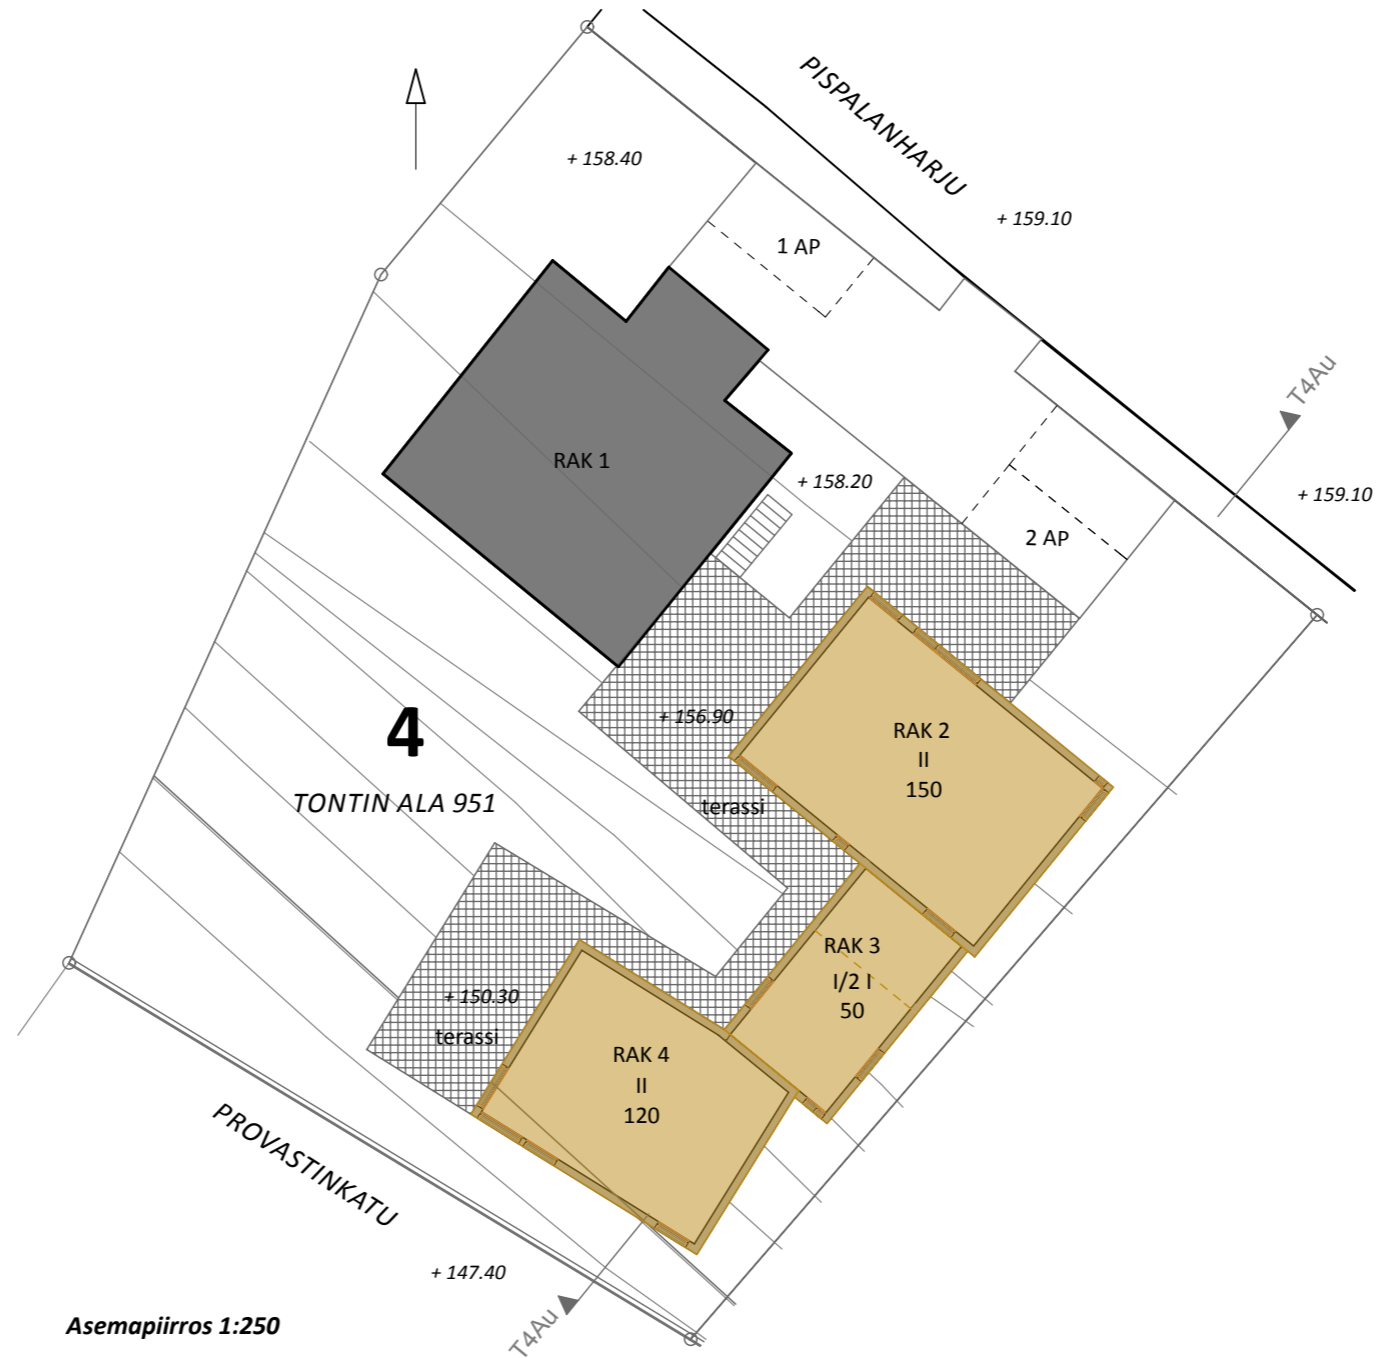 PISPALANHARJU
+ 158.40
+ 159.10
1 AP
T4Au
RAK 1
+ 158.20
+ 159.10
2 AP
+ 156.90
RAK 2
II
150
4
TONTIN ALA 951
terassi
RAK 3
I/2 I
50
+ 150.30
terassi
RAK 4
II
120
PROVASTINKATU
+ 147.40
T4Au
Asemapiirros 1:250